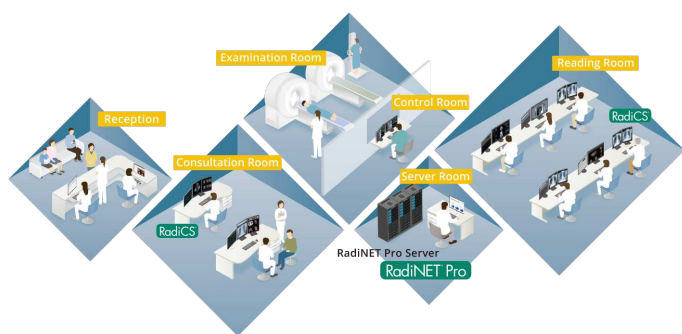 Examination Room
Reading Room
Control Room
Reception
RadiCS
Consultation Room
Server Room
RadiCS
RadiNET Pro Server
RadiNET Pro